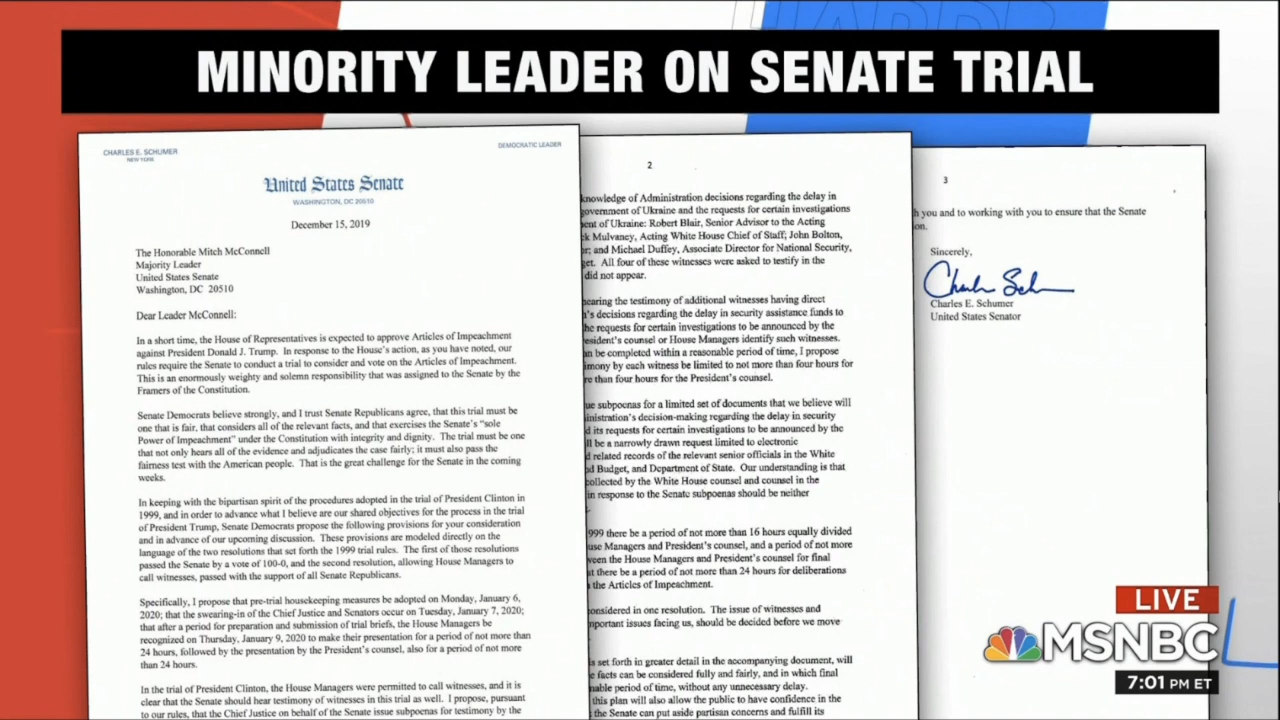 MINORITY LEADER ON SENATE TRIAL
CHARLES E. SCHUMER
NEW YORK
DEMOCRATIC LEADER
United States Senate
WASHINGTON, DC 20510
December 15, 2019
The Honorable Mitch McConnell
Majority Leader
United States Senate
Washington, DC 20510
Dear Leader McConnell:
In a short time, the House of Representatives is expected to approve Articles of Impeachment
against President Donald J. Trump. In response to the House's action, as you have noted, our
rules require the Senate to conduct a trial to consider and vote on the Articles of Impeachment.
This is an enormously weighty and solemn responsibility that was assigned to the Senate by the
Framers of the Constitution.
Senate Democrats believe strongly, and I trust Senate Republicans agree, that this trial must be
one that is fair, that considers all of the relevant facts, and that exercises the Senate's "sole
Power of Impeachment" under the Constitution with integrity and dignity. The trial must be one
that not only hears all of the evidence and adjudicates the case fairly; it must also pass the
fairness test with the American people. That is the great challenge for the Senate in the coming
weeks.
In keeping with the bipartisan spirit of the procedures adopted in the trial of President Clinton in
1999, and in order to advance what I believe are our shared objectives for the process in the trial
of President Trump, Senate Democrats propose the following provisions for your consideration
and in advance of our upcoming discussion. These provisions are modeled directly on the
language of the two resolutions that set forth the 1999 trial rules. The first of those resolutions
passed the Senate by a vote of 100-0, and the second resolution, allowing House Managers to
call witnesses, passed with the support of all Senate Republicans.
Specifically, I propose that pre-trial housekeeping measures be adopted on Monday, January 6,
2020; that the swearing-in of the Chief Justice and Senators occur on Tuesday, January 7, 2020;
that after a period for preparation and submission of trial briefs, the House Managers be
recognized on Thursday, January 9, 2020 to make their presentation for a period of not more than
24 hours, followed by the presentation by the President's counsel, also for a period of not more
than 24 hours.
In the trial of President Clinton, the House Managers were permitted to call witnesses, and it is
clear that the Senate should hear testimony of witnesses in this trial as well. I propose, pursuant
to our rules, that the Chief Justice on behalf of the Senate issue subpoenas for testimony by the
2
knowledge of Administration decisions regarding the delay in
government of Ukraine and the requests for certain investigations
ent of Ukraine: Robert Blair, Senior Advisor to the Acting
k Mulvaney, Acting White House Chief of Staff; John Bolton,
r; and Michael Duffey, Associate Director for National Security,
get. All four of these witnesses were asked to testify in the
did not appear.
earing the testimony of additional witnesses having direct
's decisions regarding the delay in security assistance funds to
he requests for certain investigations to be announced by the
esident's counsel or House Managers identify such witnesses.
n be completed within a reasonable period of time, I propose
imony by each witness be limited to not more than four hours for
re than four hours for the President's counsel.
ue subpoenas for a limited set of documents that we believe will
inistration's decision-making regarding the delay in security
d its requests for certain investigations to be announced by the
ll be a narrowly drawn request limited to electronic
d related records of the relevant senior officials in the White
d Budget, and Department of State. Our understanding is that
collected by the White House counsel and counsel in the
in response to the Senate subpoenas should be neither
1999 there be a period of not more than 16 hours equally divided
use Managers and President's counsel, and a period of not more
ween the House Managers and President's counsel for final
t there be a period of not more than 24 hours for deliberations
the Articles of Impeachment.
onsidered in one resolution. The issue of witnesses and
mportant issues facing us, should be decided before we move
s set forth in greater detail in the accompanying document, will
e facts can be considered fully and fairly, and in which final
nable period of time, without any unnecessary delay.
this plan will also allow the public to have confidence in the
the Senate can put aside partisan concerns and fulfill its
3
h you and to working with you to ensure that the Senate
on.
Sincerely,
Charles E. Schumer
United States Senator
LIVE
MSNBC
7:01 PM ET